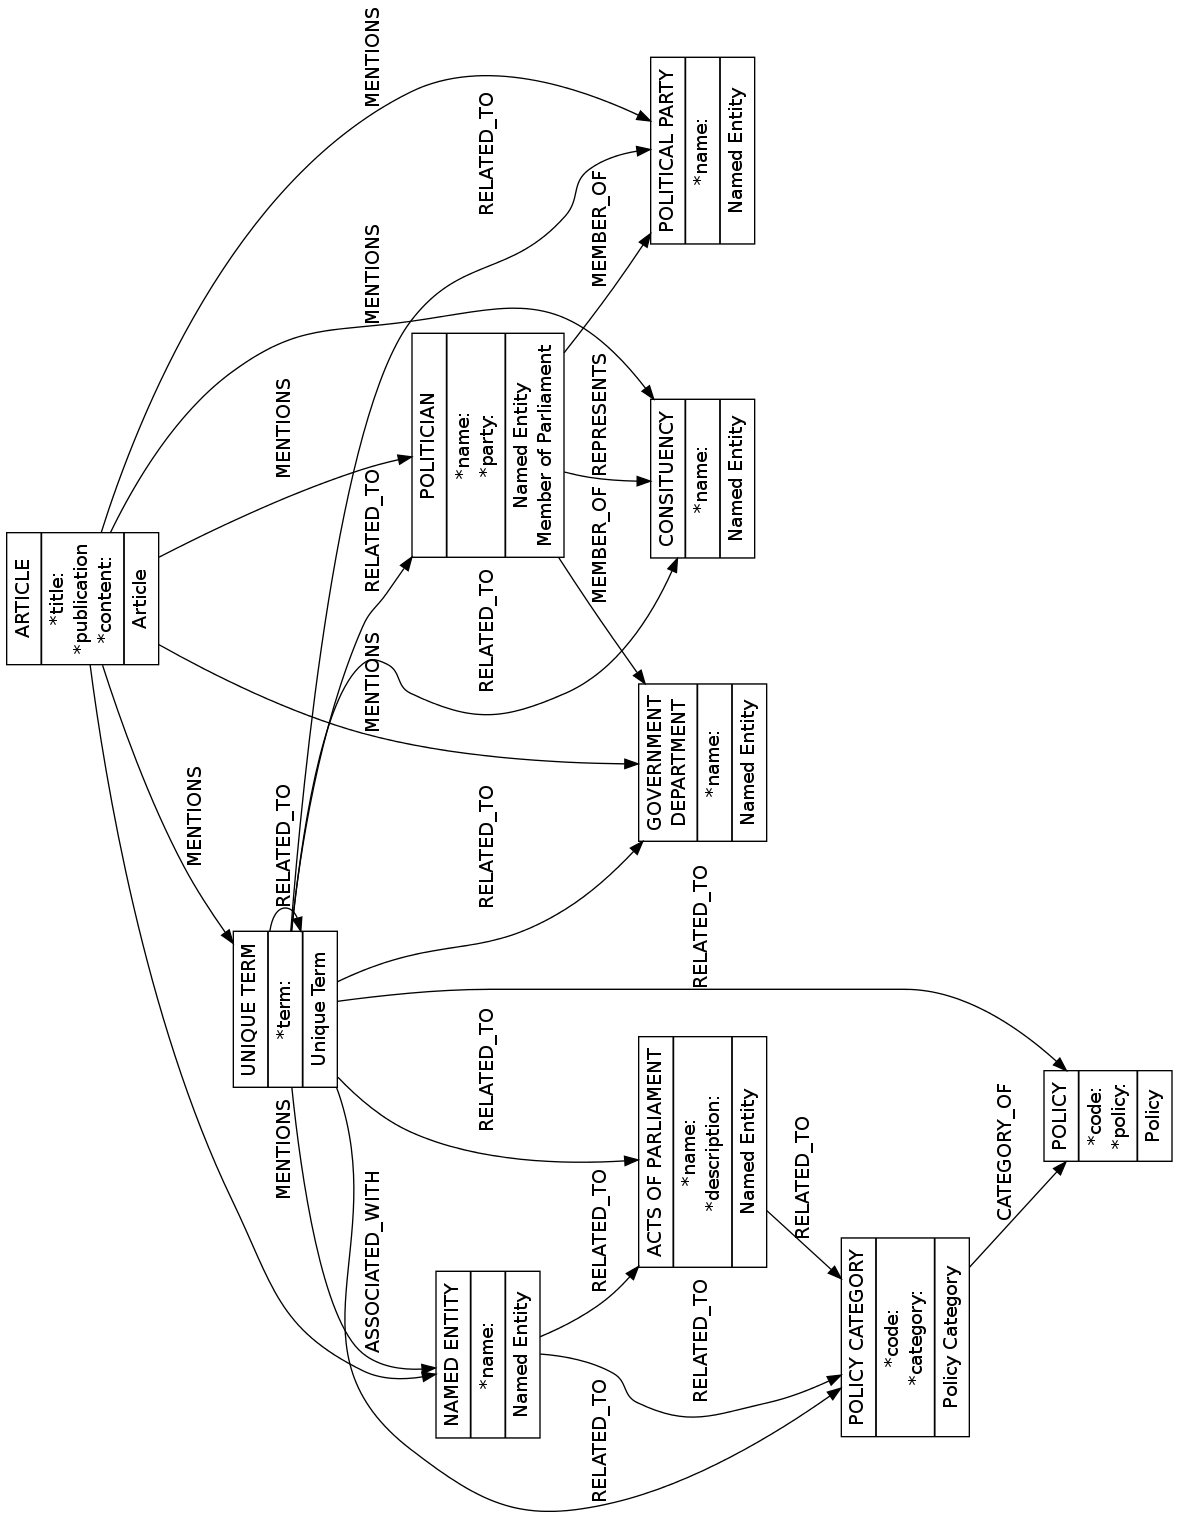 ARTICLE
*title:
*publication
*content:
Article
MENTIONS
UNIQUE TERM
*term:
Unique Term
MENTIONS
RELATED_TO
MENTIONS
ASSOCIATED_WITH
MENTIONS
RELATED_TO
MENTIONS
MENTIONS
NAMED ENTITY
*name:
Named Entity
POLITICIAN
*name:
*party:
Named Entity
Member of Parliament
RELATED_TO
RELATED_TO
RELATED_TO
RELATED_TO
RELATED_TO
RELATED_TO
MEMBER_OF
REPRESENTS
MEMBER_OF
ACTS OF PARLIAMENT
*name:
*description:
Named Entity
GOVERNMENT
DEPARTMENT
*name:
Named Entity
CONSITUENCY
*name:
Named Entity
POLITICAL PARTY
*name:
Named Entity
RELATED_TO
RELATED_TO
RELATED_TO
POLICY CATEGORY
*code:
*category:
Policy Category
CATEGORY_OF
POLICY
*code:
*policy:
Policy
RELATED_TO